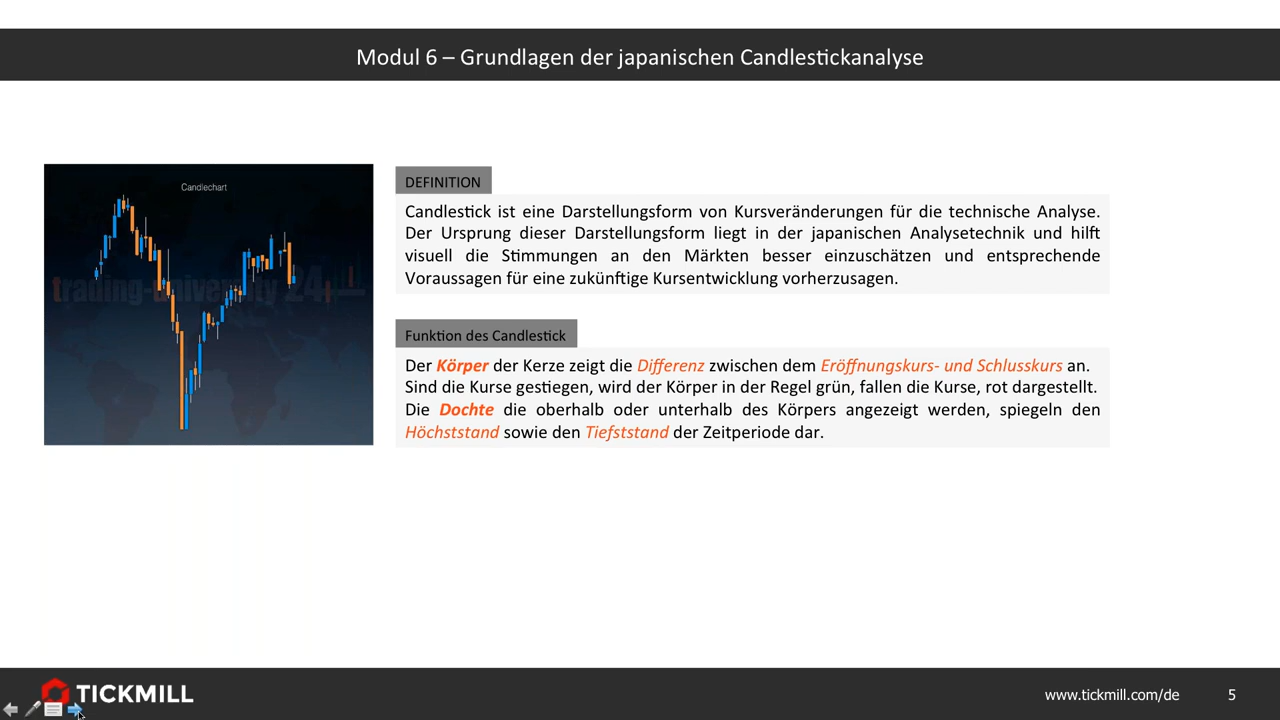 Modul 6 – Grundlagen der japanischen Candlestickanalyse
Candlechart
trading-university 24
DEFINITION
Candlestick ist eine Darstellungsform von Kursveränderungen für die technische Analyse.
Der Ursprung dieser Darstellungsform liegt in der japanischen Analysetechnik und hilft
visuell die Stimmungen an den Märkten besser einzuschätzen und entsprechende
Voraussagen für eine zukünftige Kursentwicklung vorherzusagen.
Funktion des Candlestick
Der Körper der Kerze zeigt die Differenz zwischen dem Eröffnungskurs- und Schlusskurs an.
Sind die Kurse gestiegen, wird der Körper in der Regel grün, fallen die Kurse, rot dargestellt.
Die Dochte die oberhalb oder unterhalb des Körpers angezeigt werden, spiegeln den
Höchststand sowie den Tiefststand der Zeitperiode dar.
TICKMILL
www.tickmill.com/de
5